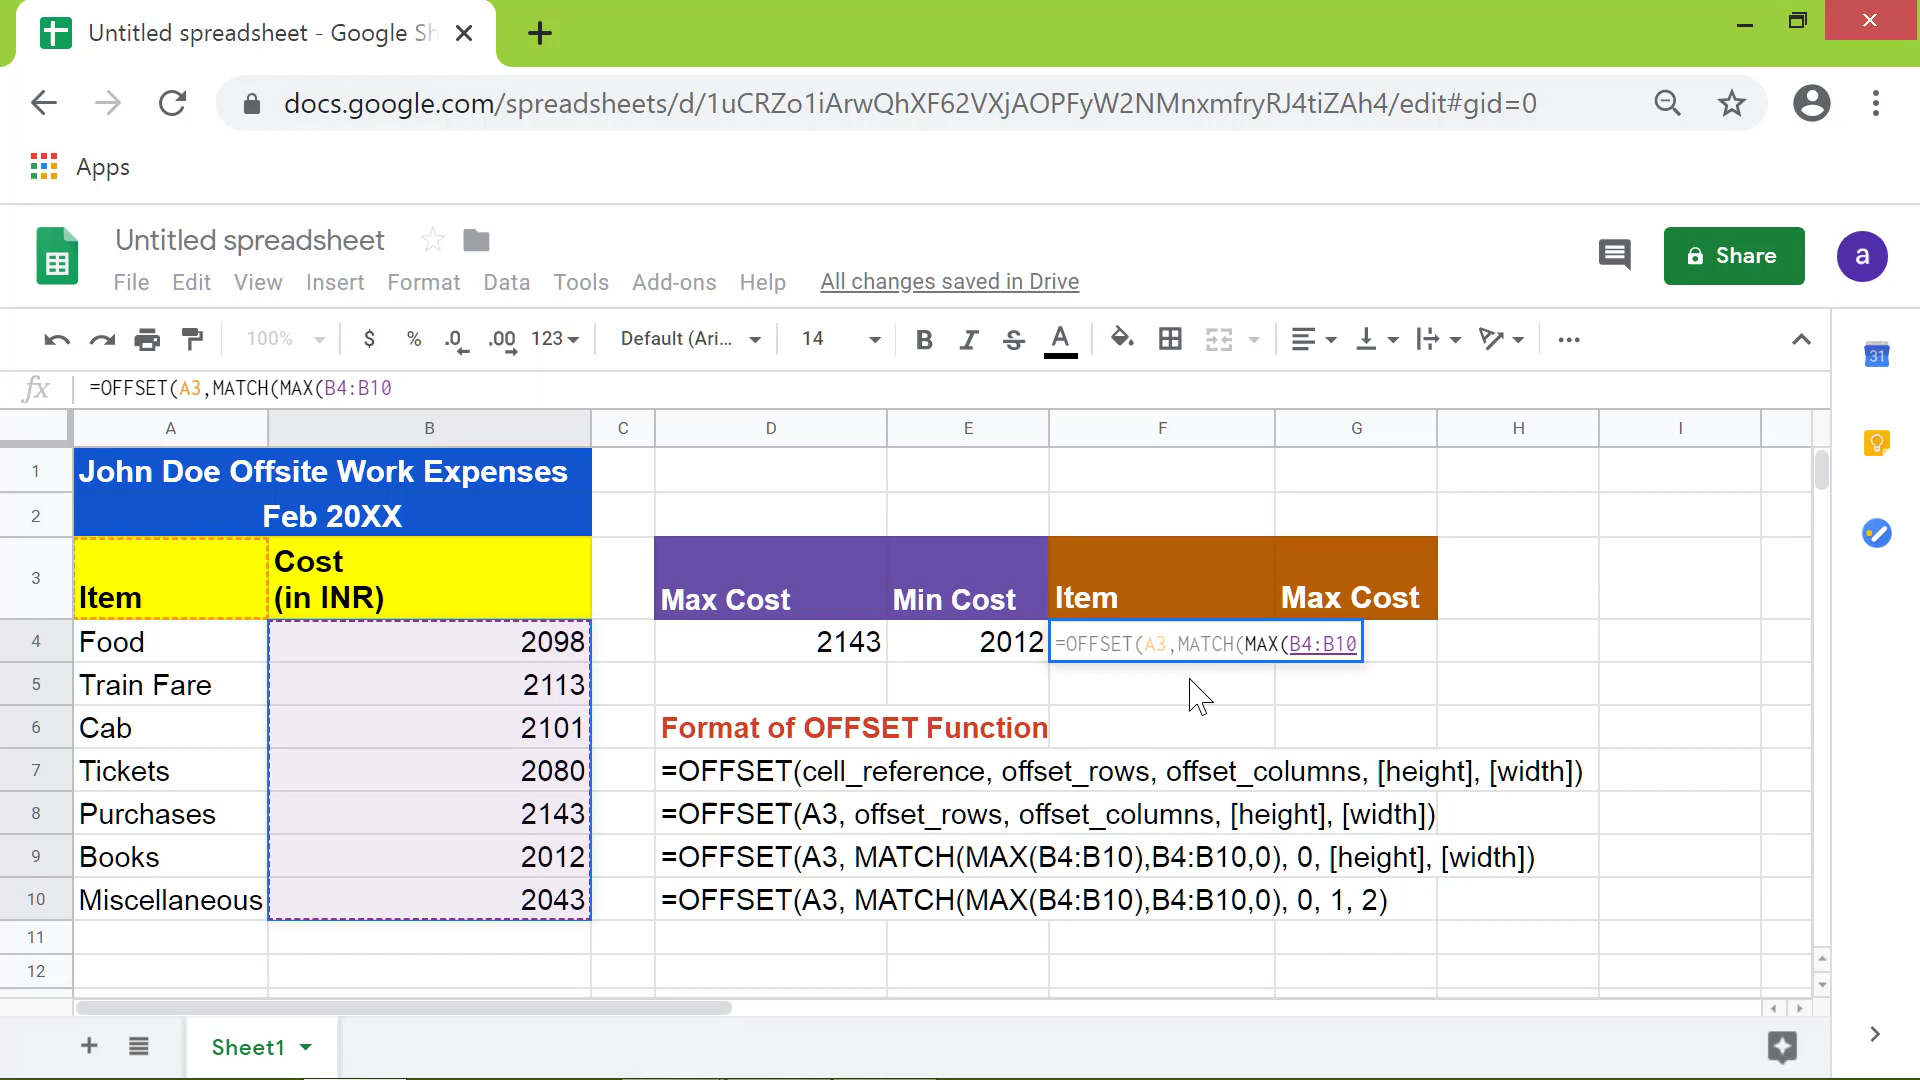 Untitled spreadsheet - Google Sh
docs.google.com/spreadsheets/d/1uCRZo1iArwQhXF62VXjAOPFyW2NMnxmfryRJ4tiZAh4/edit#gid=0
Apps
Untitled spreadsheet
File Edit View Insert Format Data Tools Add-ons Help All changes saved in Drive
Share
a
100% $ % .0 .00 123 Default (Ari... 14 B I S A
31
fx =OFFSET(A3,MATCH(MAX(B4:B10
A B C D E F G H I
1 John Doe Offsite Work Expenses
2 Feb 20XX
Cost
3 Item (in INR) Max Cost Min Cost Item Max Cost
4 Food 2098 2143 2012 =OFFSET(A3,MATCH(MAX(B4:B10
5 Train Fare 2113
6 Cab 2101 Format of OFFSET Function
7 Tickets 2080 =OFFSET(cell_reference, offset_rows, offset_columns, [height], [width])
8 Purchases 2143 =OFFSET(A3, offset_rows, offset_columns, [height], [width])
9 Books 2012 =OFFSET(A3, MATCH(MAX(B4:B10),B4:B10,0), 0, [height], [width])
10 Miscellaneous 2043 =OFFSET(A3, MATCH(MAX(B4:B10),B4:B10,0), 0, 1, 2)
11
12
Sheet1